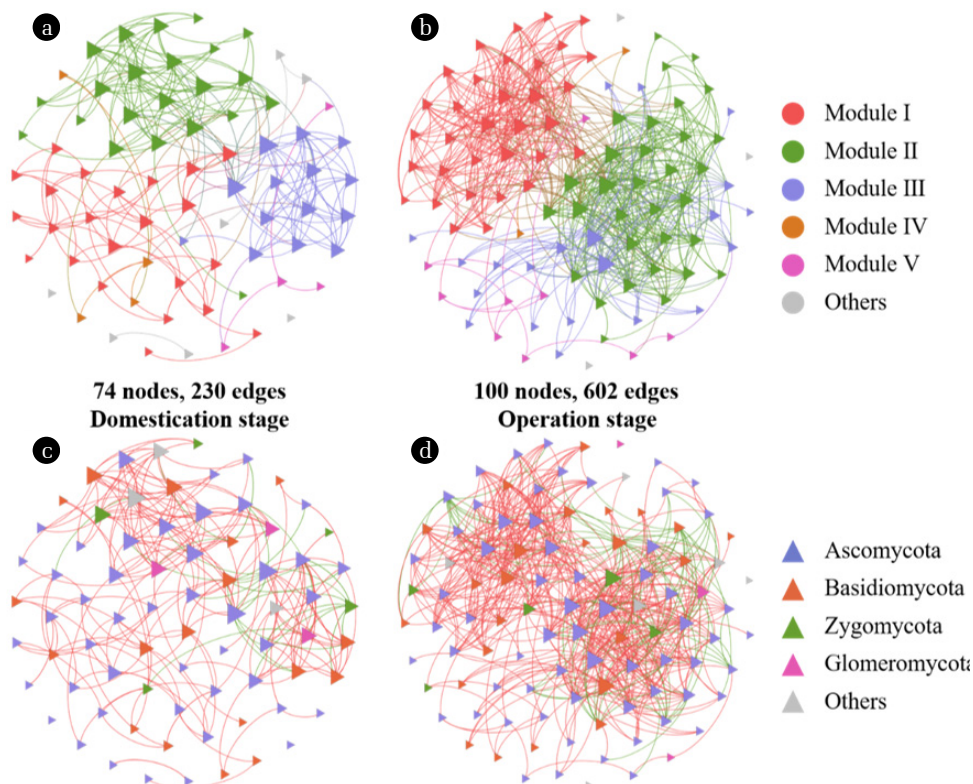 a
b
Module I
Module II
Module III
Module IV
Module V
Others
74 nodes, 230 edges
Domestication stage
100 nodes, 602 edges
Operation stage
c
d
Ascomycota
Basidiomycota
Zygomycota
Glomeromycota
Others